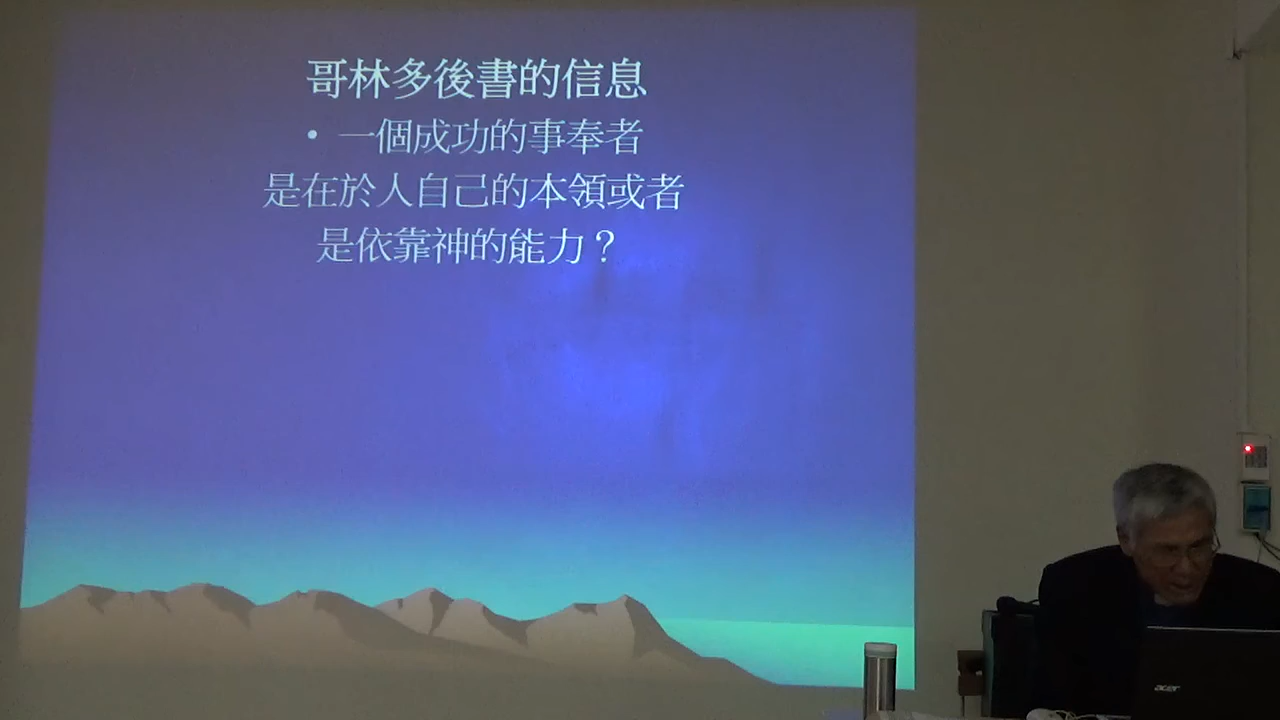 哥林多後書的信息
• 一個成功的事奉者
是在於人自己的本領或者
是依靠神的能力？
acer